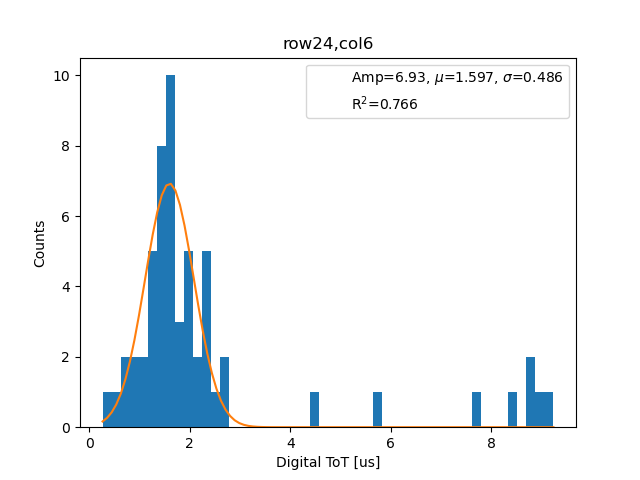 row24,col6
Amp=6.93, μ=1.597, σ=0.486
R²=0.766
10
8
6
4
2
0
Counts
0 2 4 6 8
Digital ToT [us]